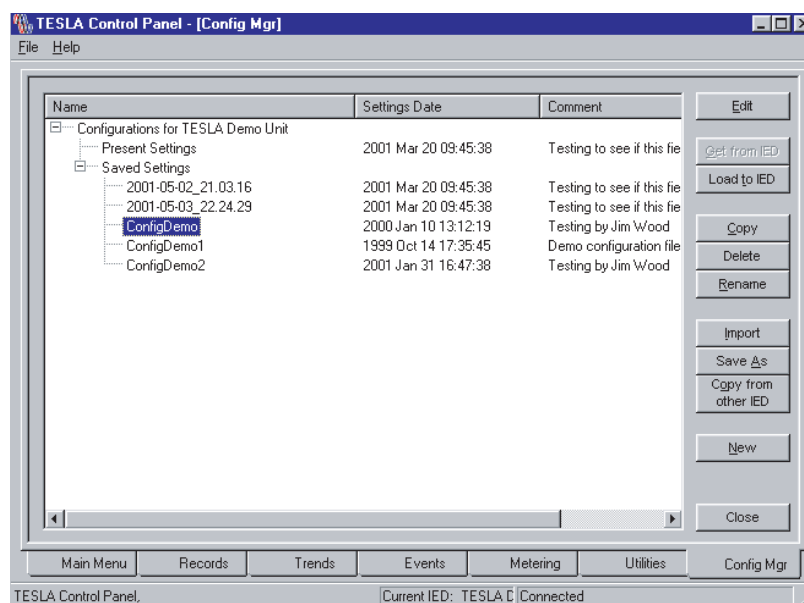 TESLA Control Panel - [Config Mgr]
File Help
Name Settings Date Comment
Configurations for TESLA Demo Unit
Present Settings 2001 Mar 20 09:45:38 Testing to see if this fie
Saved Settings
2001-05-02_21.03.16 2001 Mar 20 09:45:38 Testing to see if this fie
2001-05-03_22.24.29 2001 Mar 20 09:45:38 Testing to see if this fie
ConfigDemo 2000 Jan 10 13:12:19 Testing by Jim Wood
ConfigDemo1 1999 Oct 14 17:35:45 Demo configuration file
ConfigDemo2 2001 Jan 31 16:47:38 Testing by Jim Wood
Edit
Get from IED
Load to IED
Copy
Delete
Rename
Import
Save As
Copy from
other IED
New
Close
Main Menu Records Trends Events Metering Utilities Config Mgr
TESLA Control Panel, Current IED: TESLA D Connected